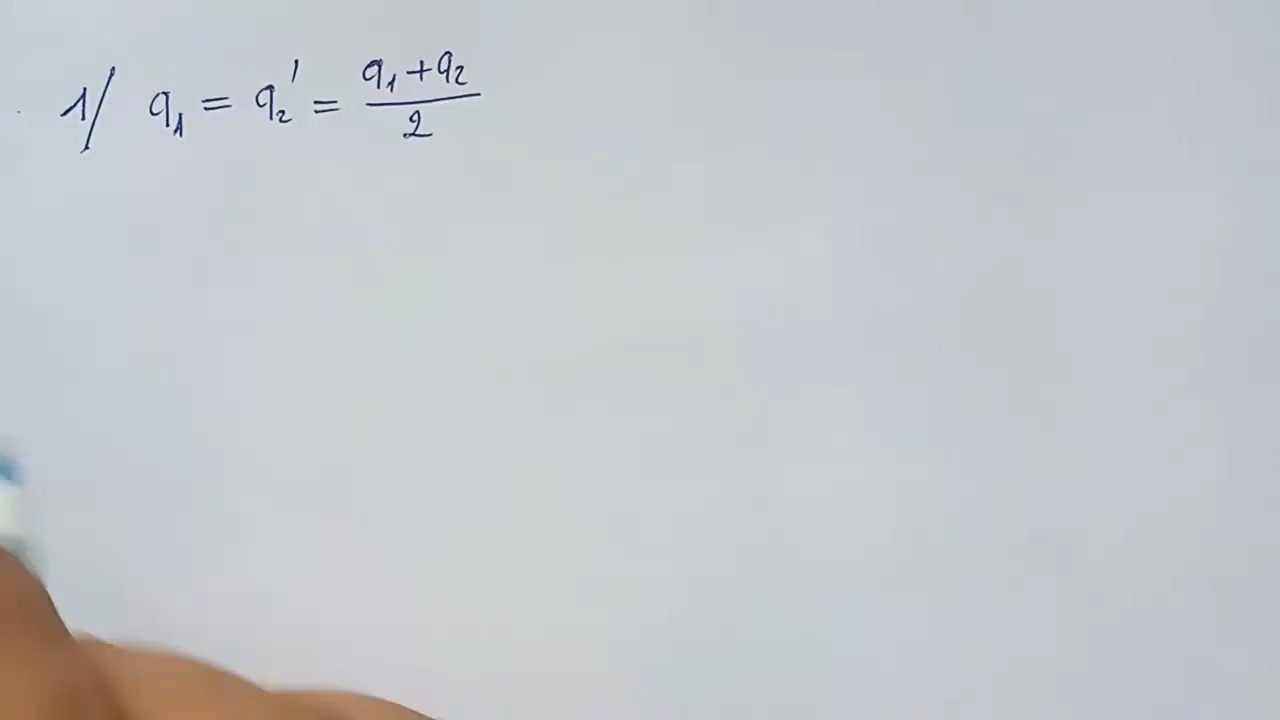 1/ q₁ = q₂' = (q₁+q₂)/2